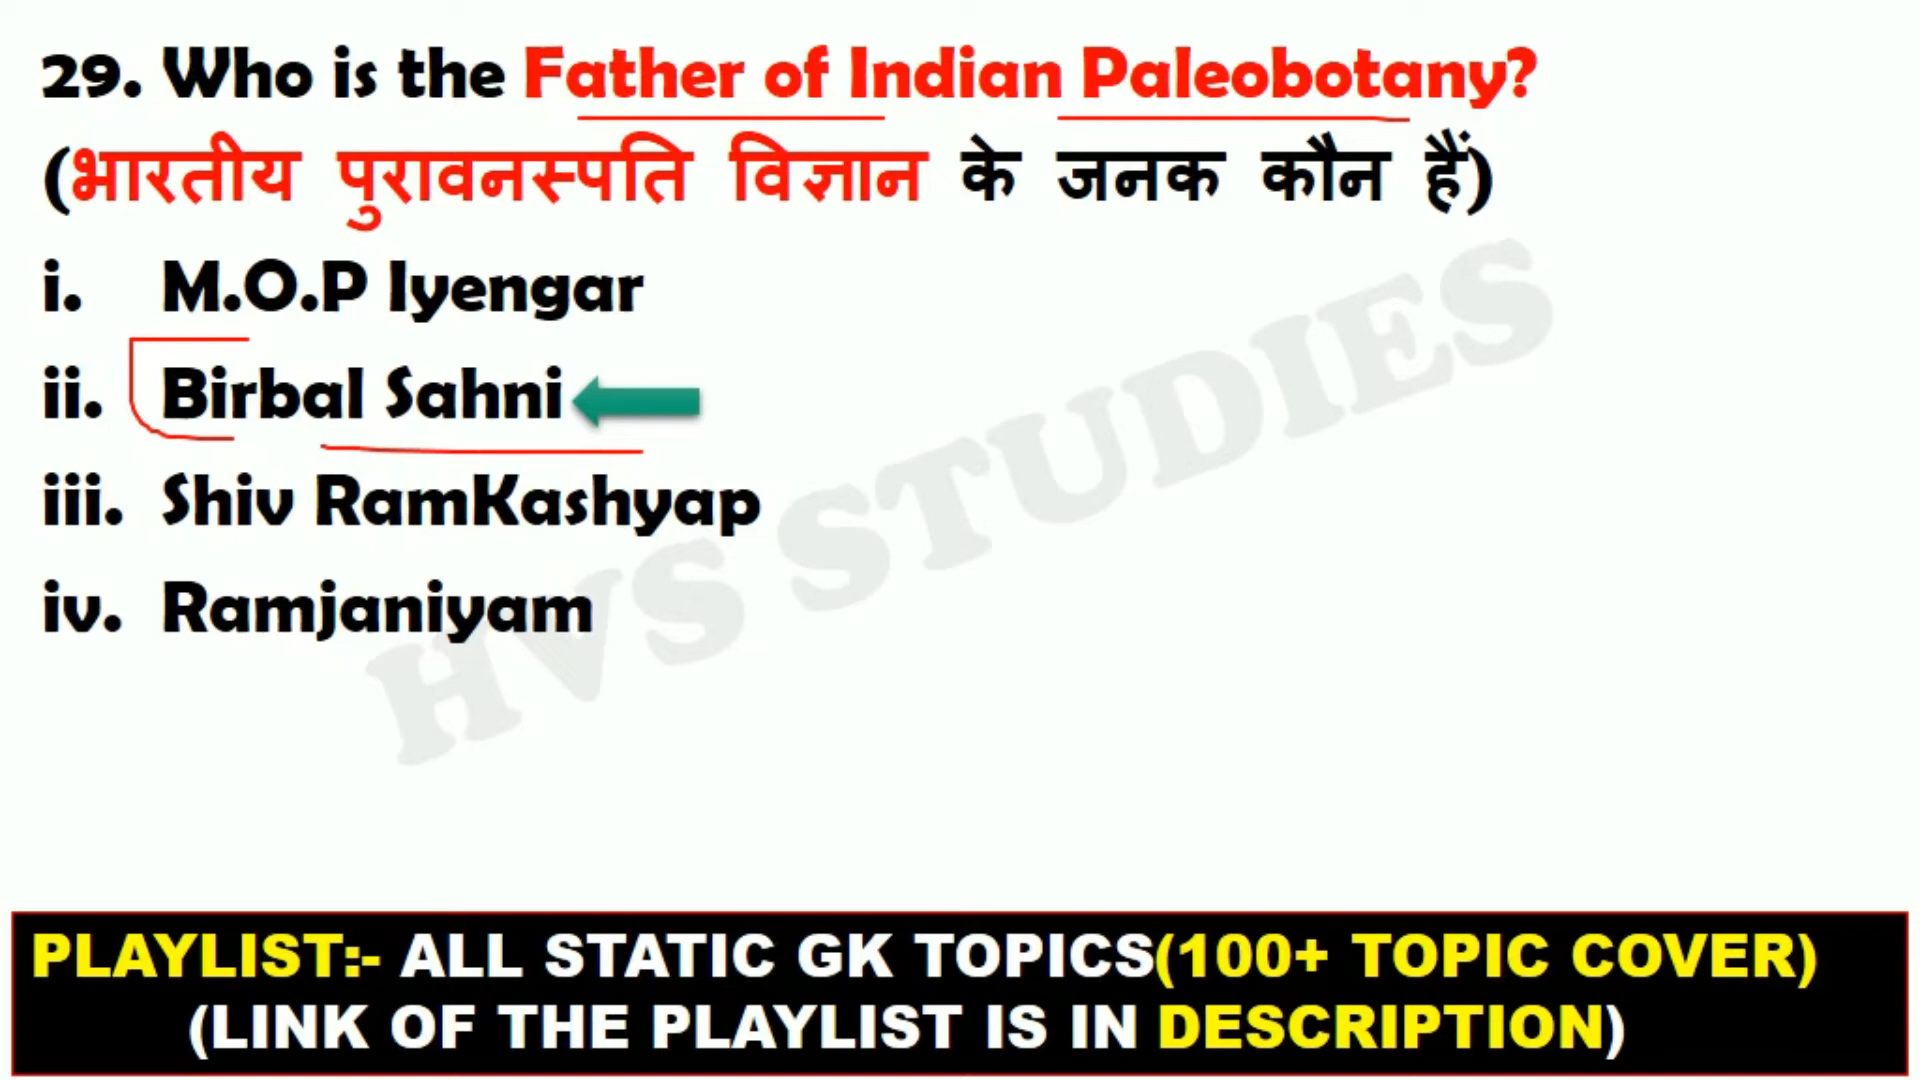 29. Who is the Father of Indian Paleobotany?
(भारतीय पुरावनस्पति विज्ञान के जनक कौन हैं)
i. M.O.P Iyengar
ii. Birbal Sahni
iii. Shiv RamKashyap
iv. Ramjaniyam
HVS STUDIES
PLAYLIST:- ALL STATIC GK TOPICS(100+ TOPIC COVER)
(LINK OF THE PLAYLIST IS IN DESCRIPTION)